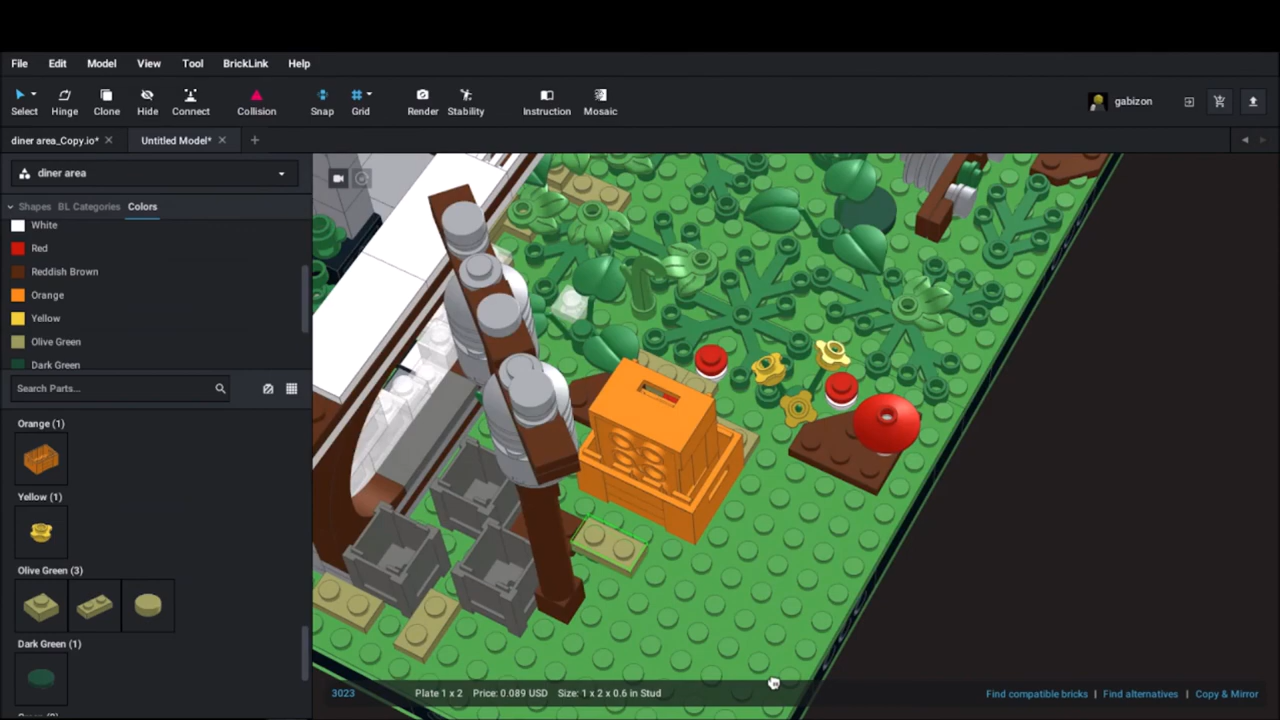 File Edit Model View Tool BrickLink Help
Select Hinge Clone Hide Connect Collision Snap Grid Render Stability Instruction Mosaic gabizon
diner area_Copy.io* Untitled Model*
diner area
Shapes BL Categories Colors
White
Red
Reddish Brown
Orange
Yellow
Olive Green
Dark Green
Search Parts...
Orange (1)
Yellow (1)
Olive Green (3)
Dark Green (1)
3023 Plate 1 x 2 Price: 0.089 USD Size: 1 x 2 x 0.6 in Stud Find compatible bricks | Find alternatives | Copy & Mirror